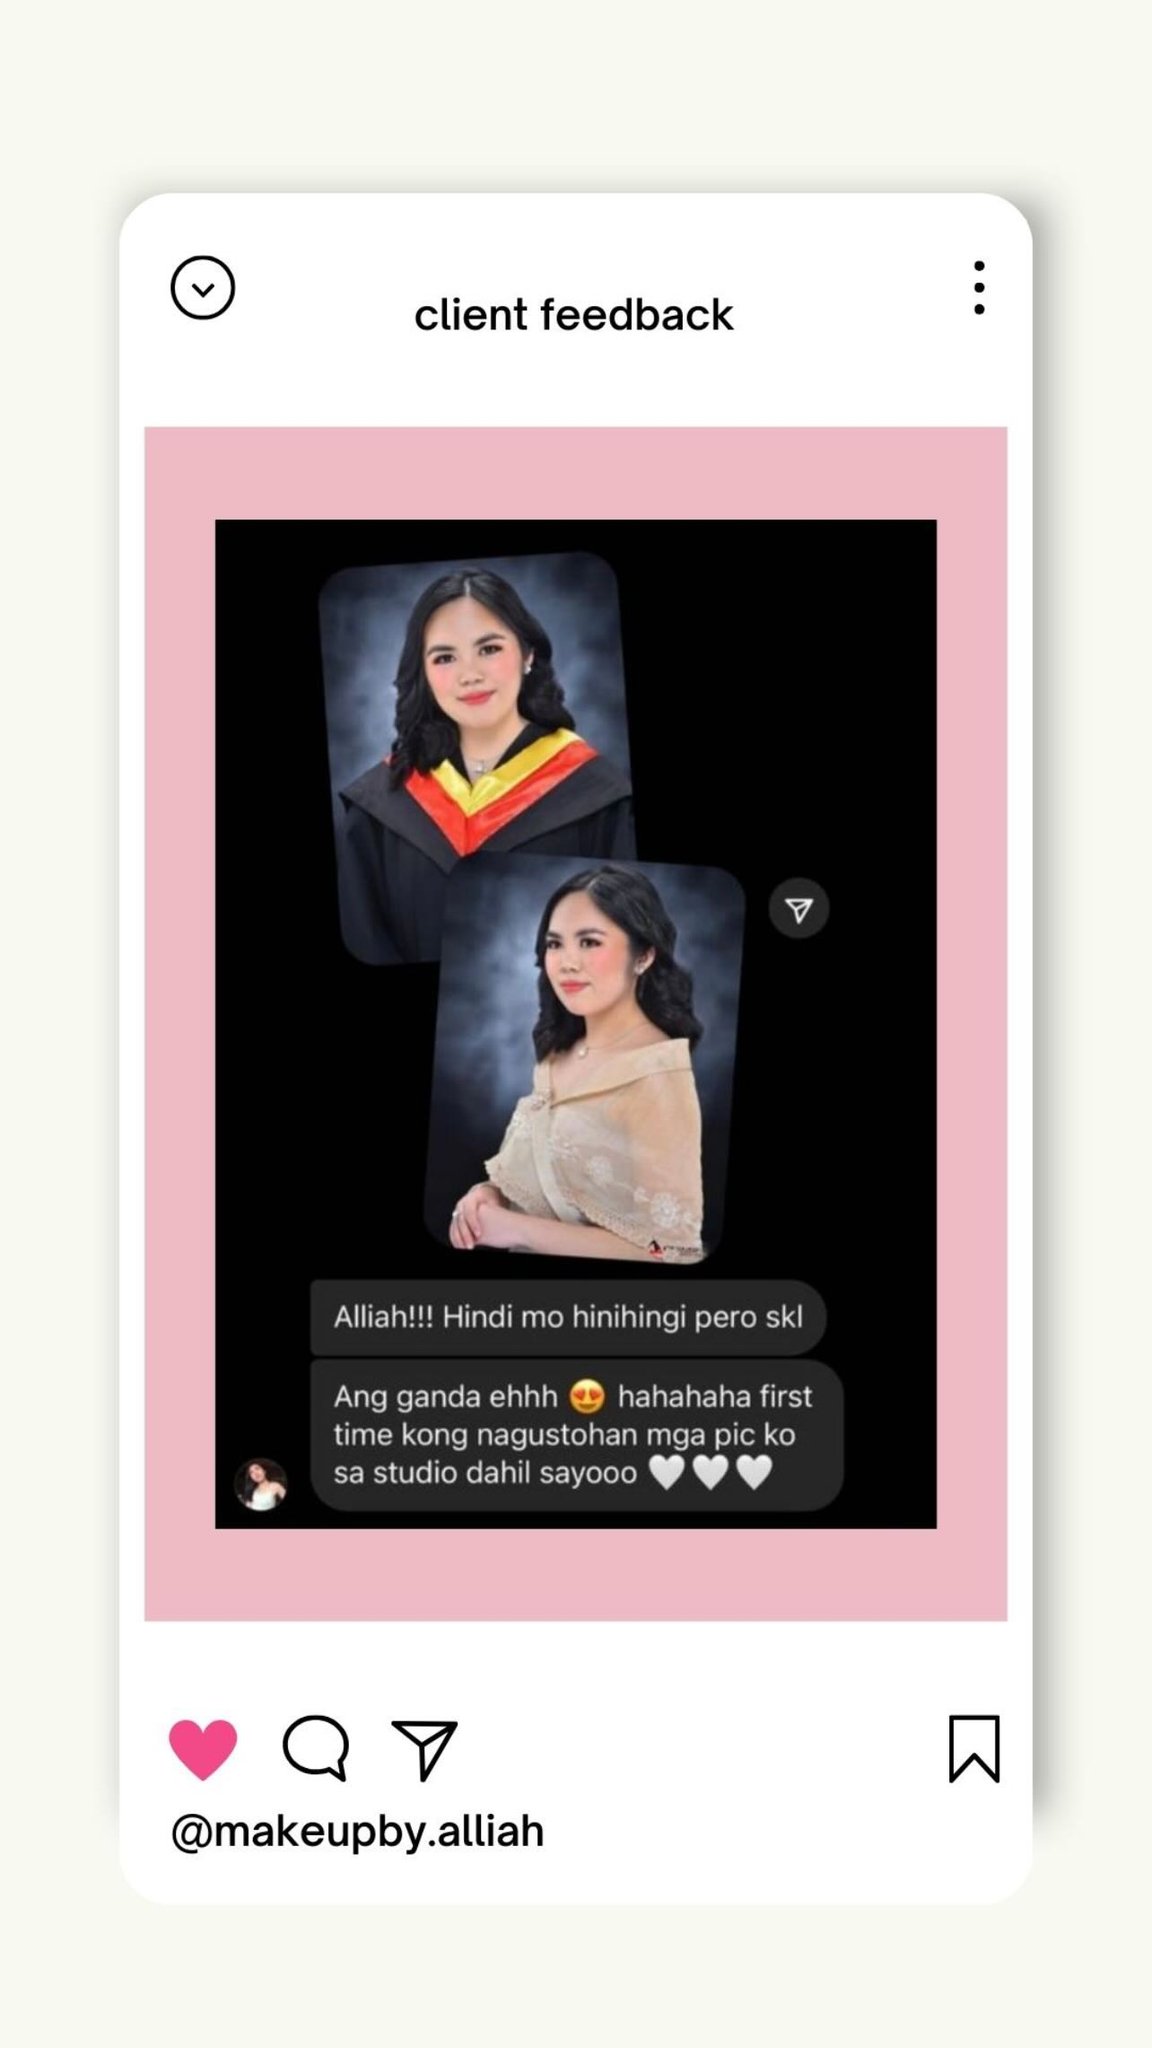 client feedback
Alliah!!! Hindi mo hinihingi pero skl
Ang ganda ehhh 😍 hahahaha first
time kong nagustohan mga pic ko
sa studio dahil sayooo 🤍🤍🤍
@makeupby.alliah